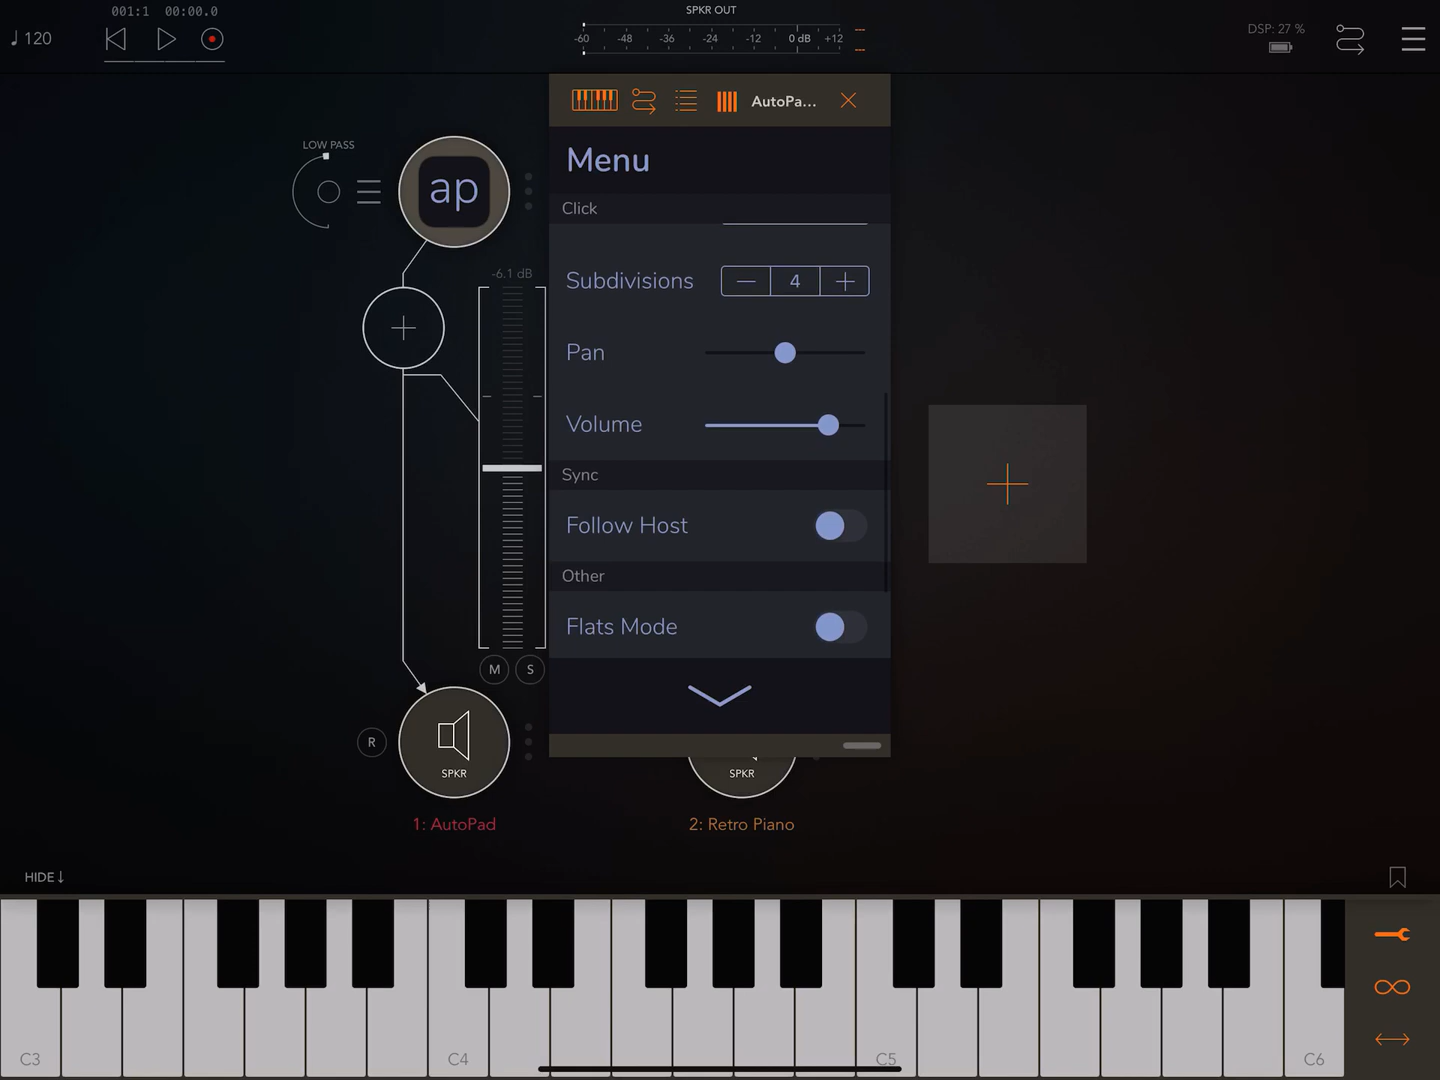 001:1 00:00.0
SPKR OUT
120
-60 -48 -36 -24 -12 0 dB +12
DSP: 27 %
AutoPa...
LOW PASS
ap
Menu
Click
-6.1 dB
Subdivisions
4
Pan
Volume
Sync
Follow Host
Other
Flats Mode
M S
R
SPKR
SPKR
1: AutoPad
2: Retro Piano
HIDE↓
C3 C4 C5 C6